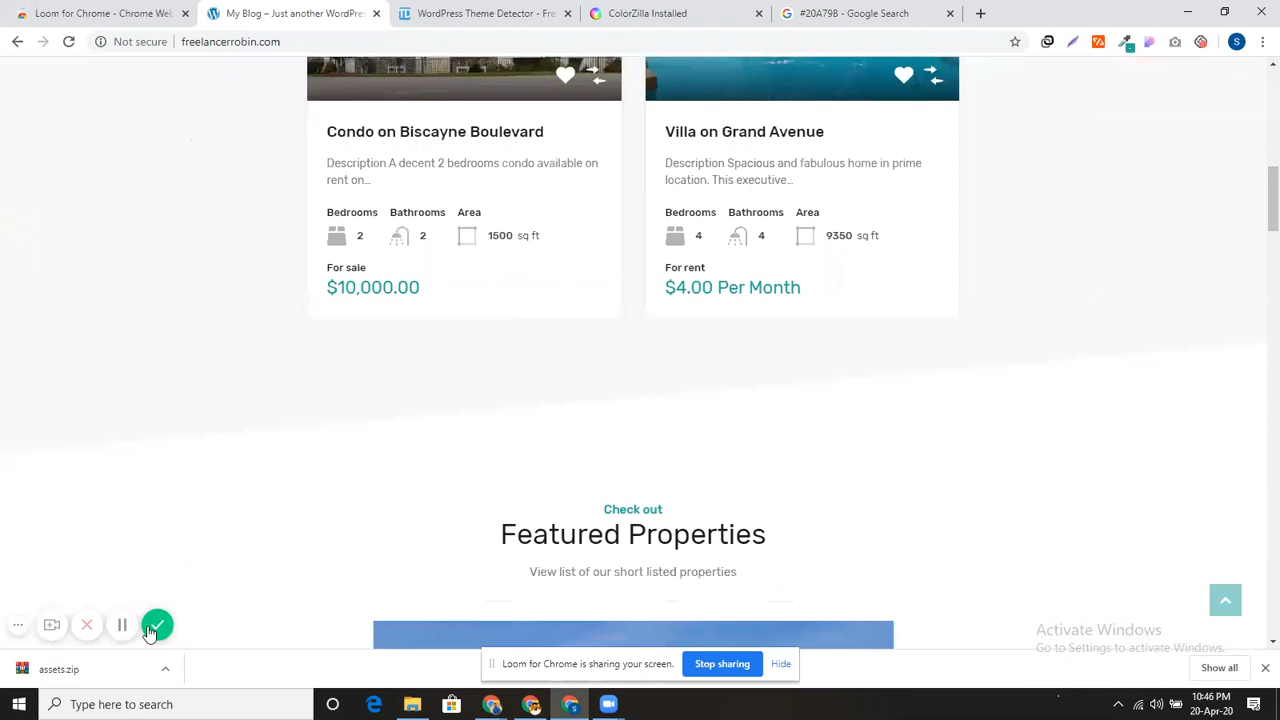 Loom for Chrome - Chrome Web
My Blog – Just another WordPress
WordPress Theme Detector - Fre
ColorZilla Installed
#20A79B - Google Search
Not secure
freelancerrobin.com
S
Condo on Biscayne Boulevard
Villa on Grand Avenue
Description A decent 2 bedrooms condo available on
rent on…
Description Spacious and fabulous home in prime
location. This executive…
Bedrooms Bathrooms Area
2 2 1500 sq ft
Bedrooms Bathrooms Area
4 4 9350 sq ft
For sale
$10,000.00
For rent
$4.00 Per Month
Check out
Featured Properties
View list of our short listed properties
Activate Windows
Go to Settings to activate Windows.
assets.zip
Loom for Chrome is sharing your screen.
Stop sharing
Hide
Show all
Type here to search
10:46 PM
20-Apr-20